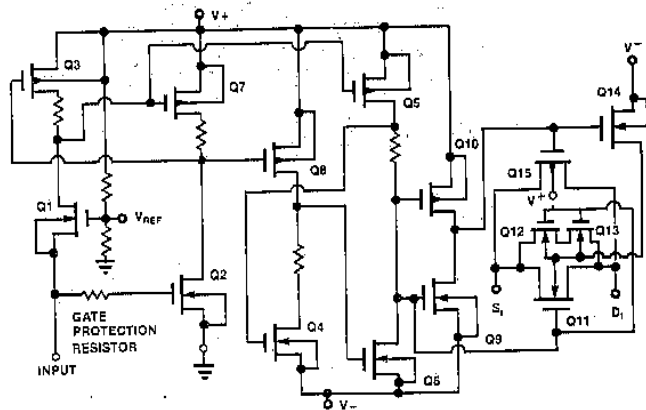 V+
V−
Q3
Q7
Q5
Q14
Q8
Q10
Q15
V+
Q1
VREF
Q12
Q13
Q2
S1
D1
GATE
PROTECTION
RESISTOR
Q4
Q9
Q11
INPUT
Q6
V−